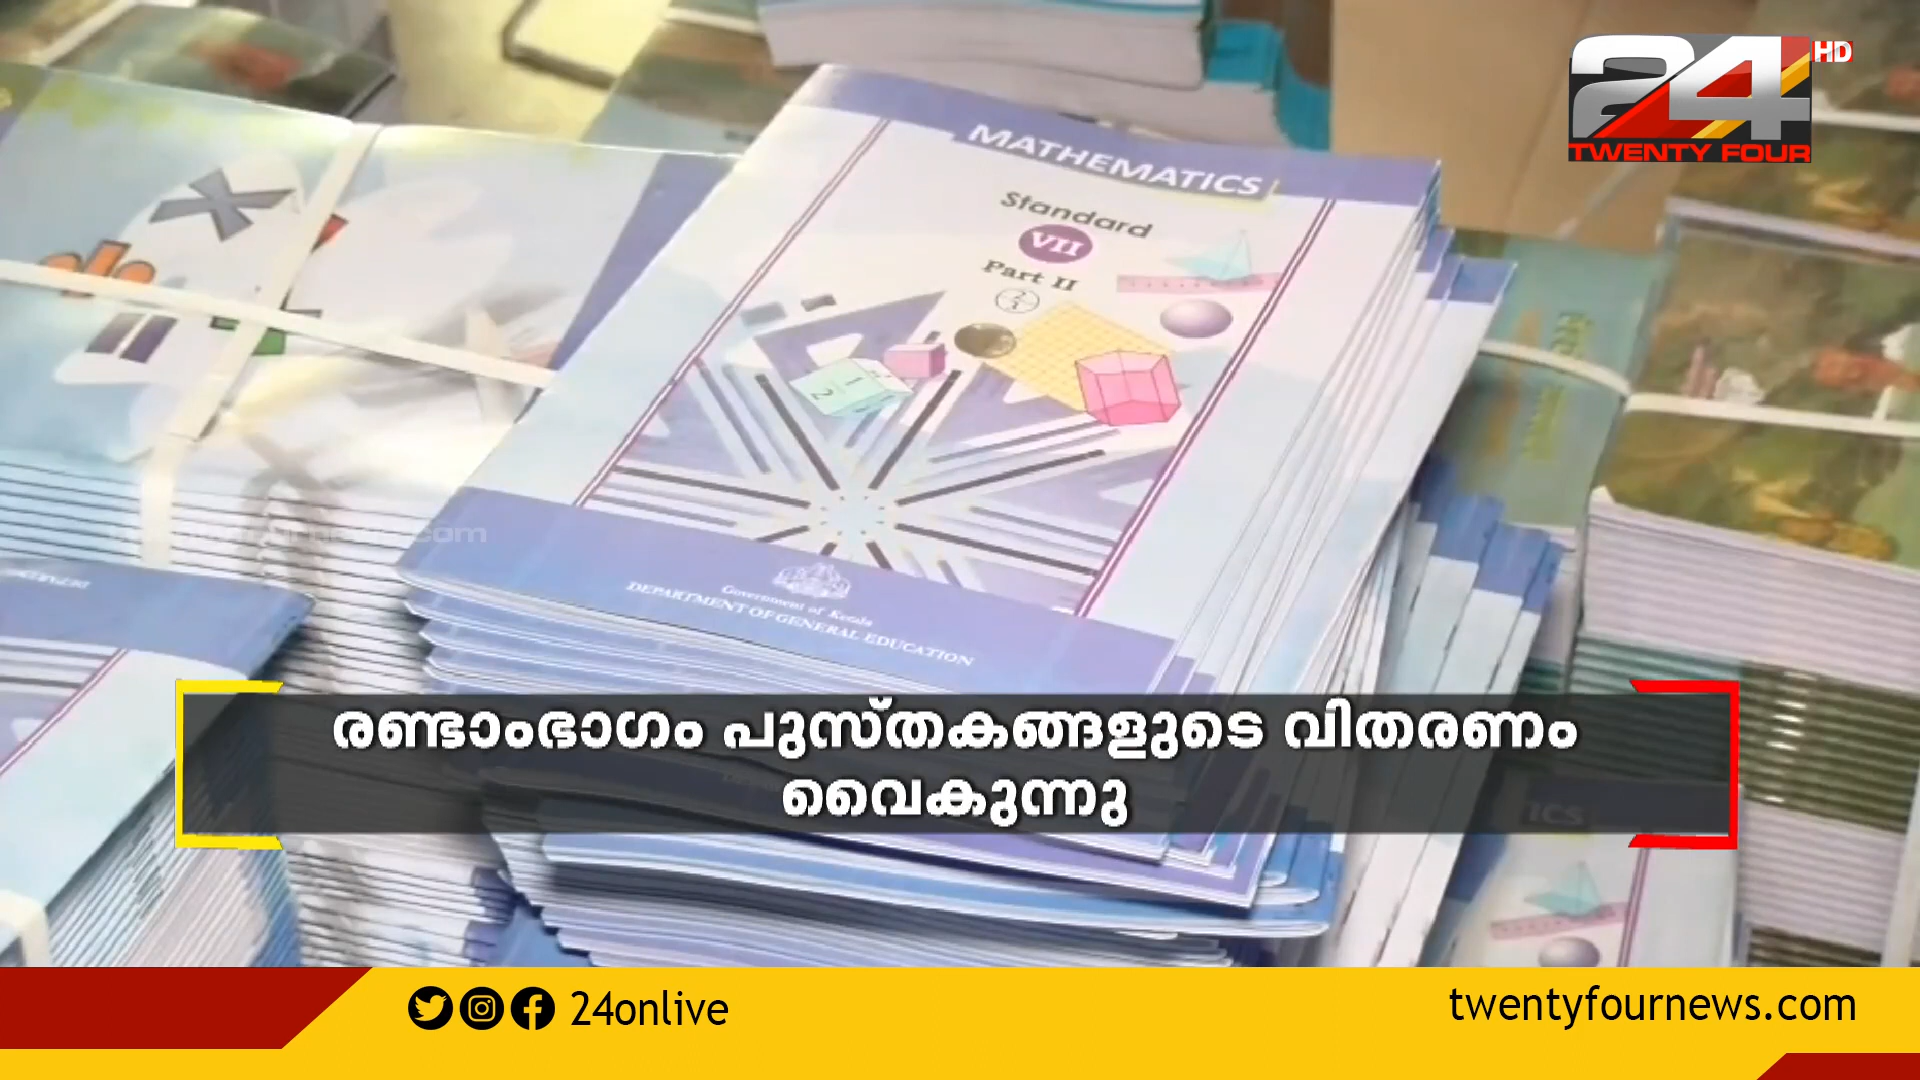 24 HD
TWENTY FOUR
MATHEMATICS
Standard
VII
Part II
Government of Kerala
DEPARTMENT OF GENERAL EDUCATION
രണ്ടാംഭാഗം പുസ്തകങ്ങളുടെ വിതരണം
വൈകുന്നു
ICS
24onlive
twentyfournews.com